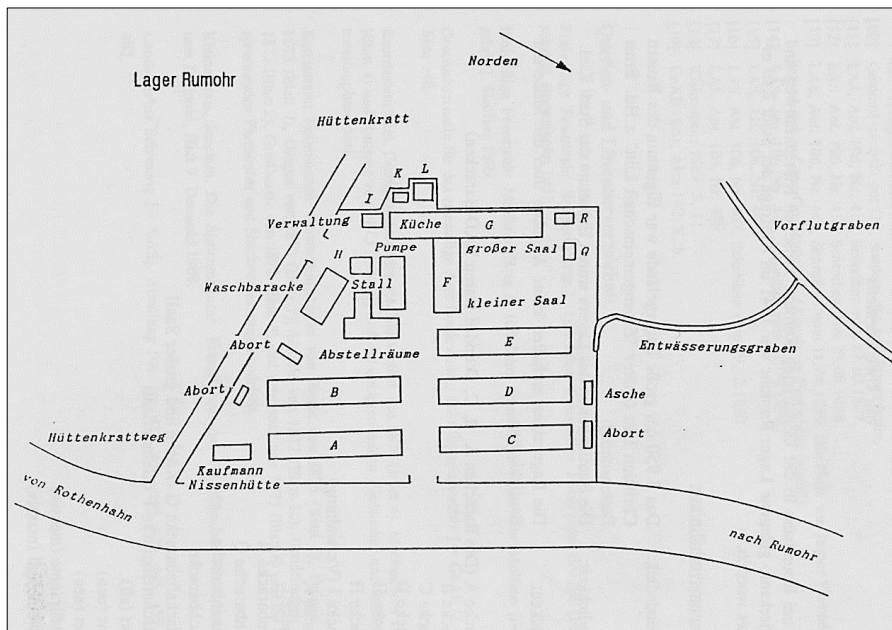 Norden
Lager Rumohr
Hüttenkratt
L
K
I
Verwaltung
Küche
G
R
Vorflutgraben
Pumpe
großer Saal
Q
H
Waschbaracke
Stall
F
kleiner Saal
Abort
Abstellräume
E
Entwässerungsgraben
Abort
B
D
Asche
Hüttenkrattweg
A
C
Abort
Kaufmann
Nissenhütte
von Rothenhahn
nach Rumohr